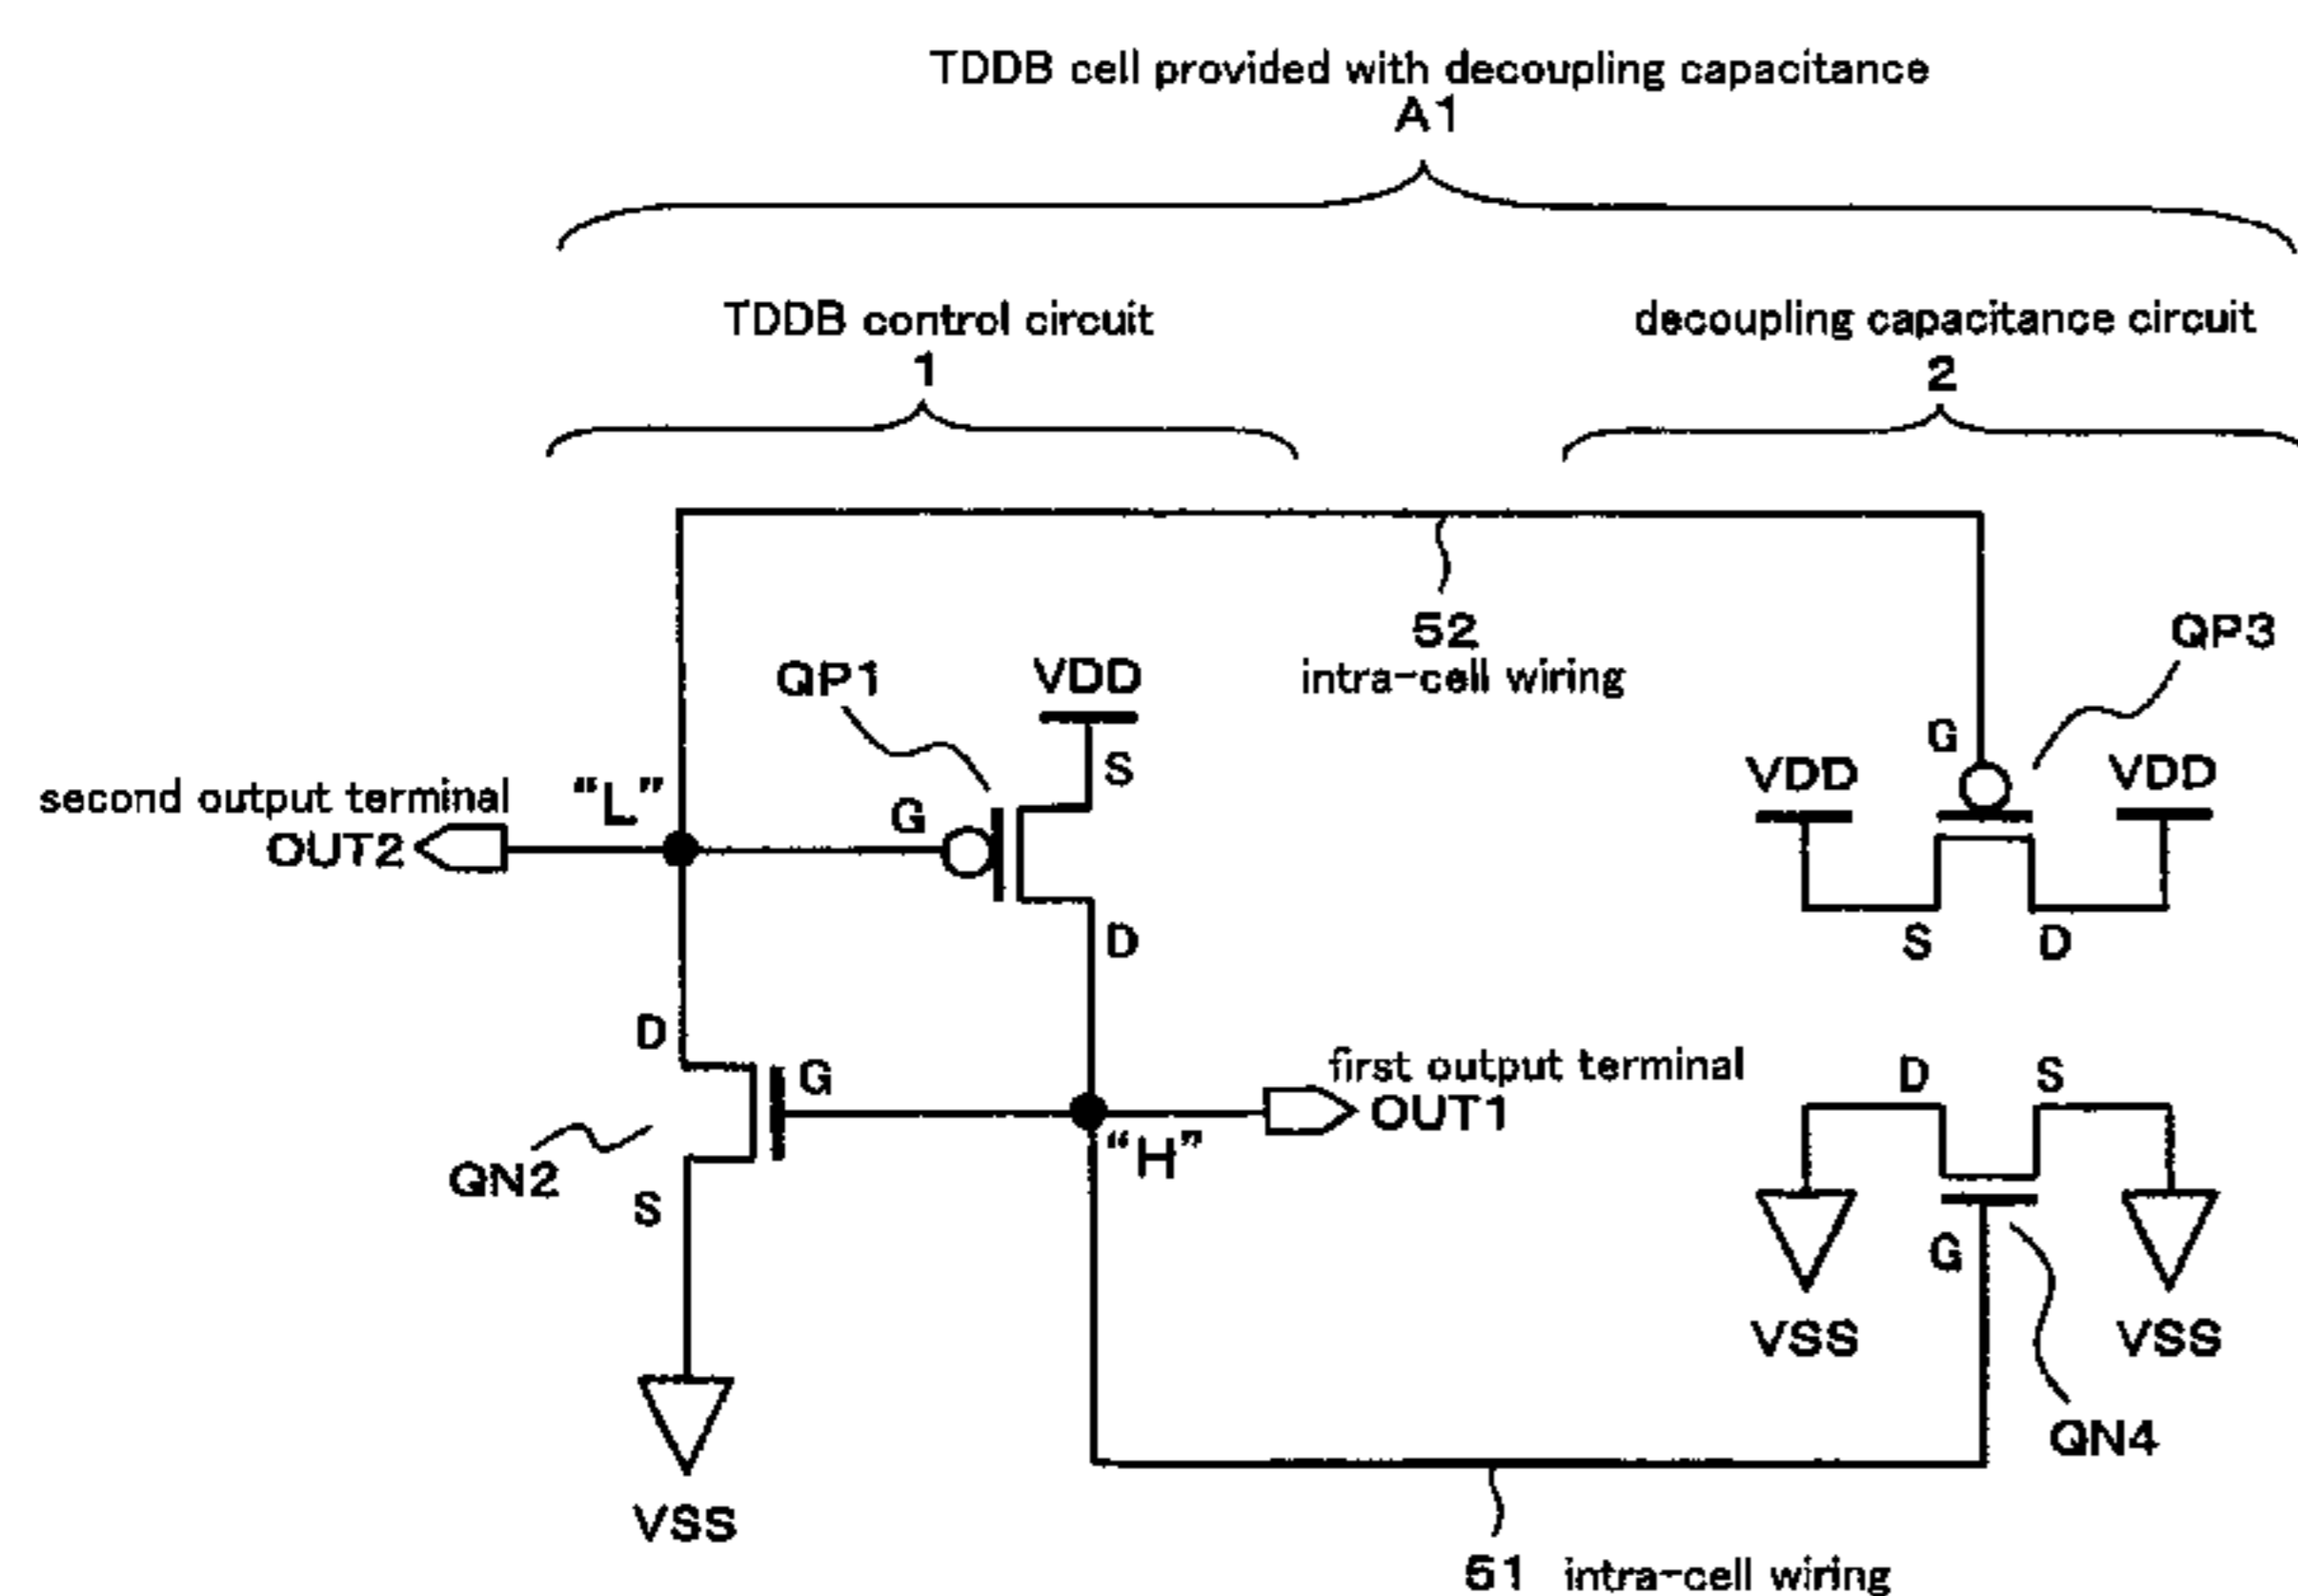 TDDB cell provided with decoupling capacitance
A1
TDDB control circuit
1
decoupling capacitance circuit
2
52
intra-cell wiring
QP3
QP1
VDD
S
G
VDD
VDD
second output terminal
"L"
G
OUT2
D
S
D
D
G
first output terminal
OUT1
"H"
D
S
QN2
S
G
VSS
VSS
QN4
VSS
51 intra-cell wiring